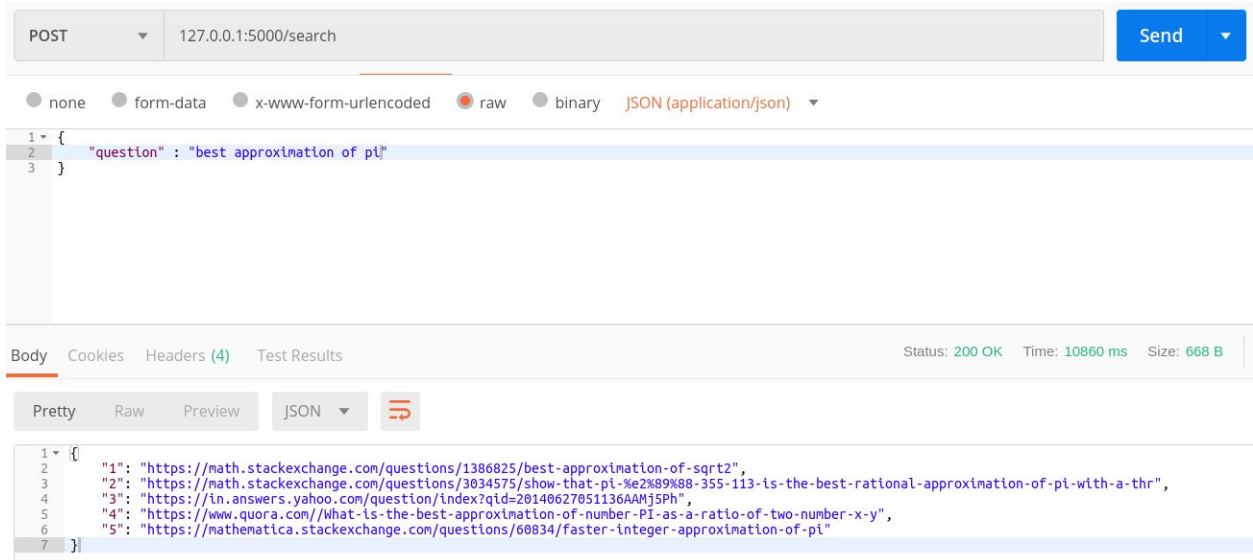 POST 127.0.0.1:5000/search Send
none form-data x-www-form-urlencoded raw binary JSON (application/json)
1 {
2 "question" : "best approximation of pi"
3 }
Body Cookies Headers (4) Test Results Status: 200 OK Time: 10860 ms Size: 668 B
Pretty Raw Preview JSON
1 {
2 "1": "https://math.stackexchange.com/questions/1386825/best-approximation-of-sqrt2",
3 "2": "https://math.stackexchange.com/questions/3034575/show-that-pi-%e2%89%88-355-113-is-the-best-rational-approximation-of-pi-with-a-thr",
4 "3": "https://in.answers.yahoo.com/question/index?qid=20140627051136AAMj5Ph",
5 "4": "https://www.quora.com//What-is-the-best-approximation-of-number-PI-as-a-ratio-of-two-number-x-y",
6 "5": "https://mathematica.stackexchange.com/questions/60834/faster-integer-approximation-of-pi"
7 }